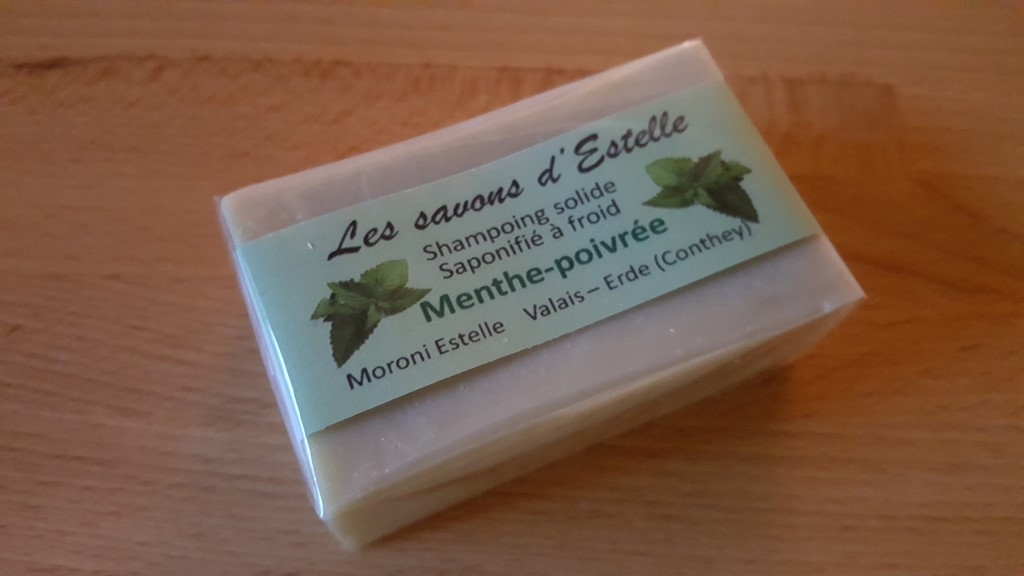 Les savons d'Estelle
Shampoing solide
Saponifié à froid
Menthe-poivrée
Moroni Estelle Valais – Erde (Conthey)